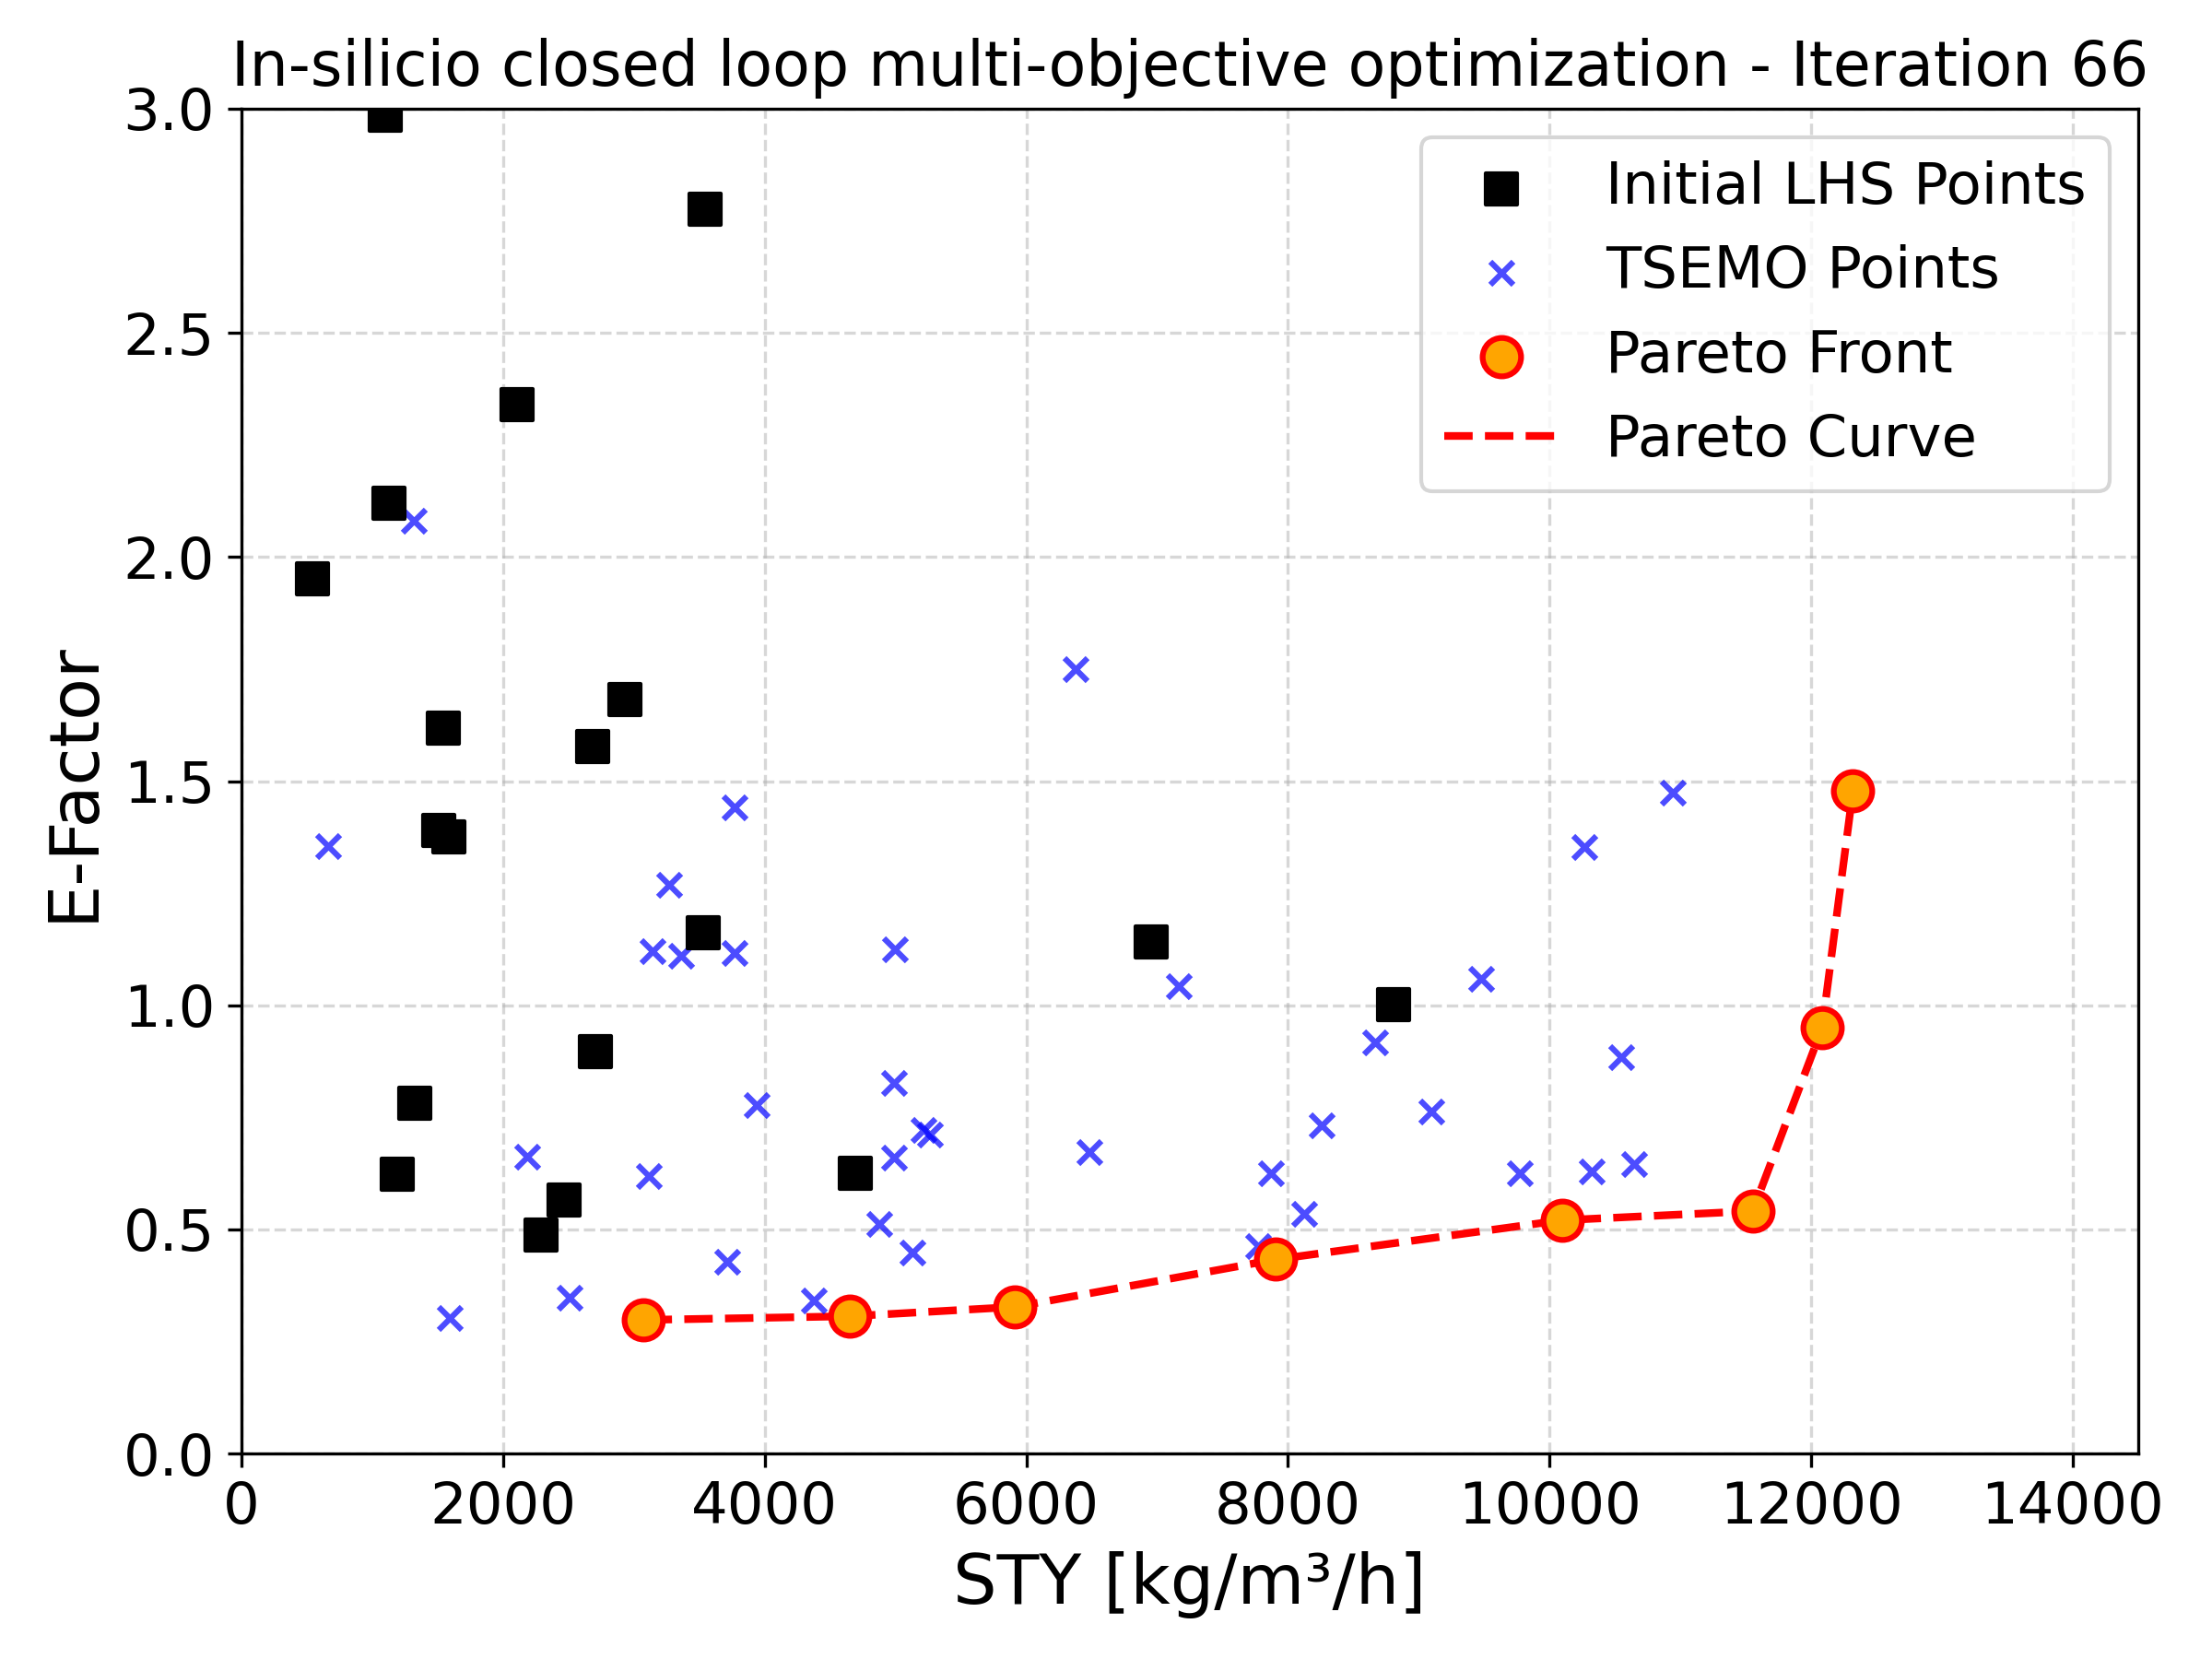 In-silicio closed loop multi-objective optimization - Iteration 66
3.0
2.5
2.0
1.5
1.0
0.5
0.0
E-Factor
Initial LHS Points
TSEMO Points
Pareto Front
Pareto Curve
0 2000 4000 6000 8000 10000 12000 14000
STY [kg/m³/h]